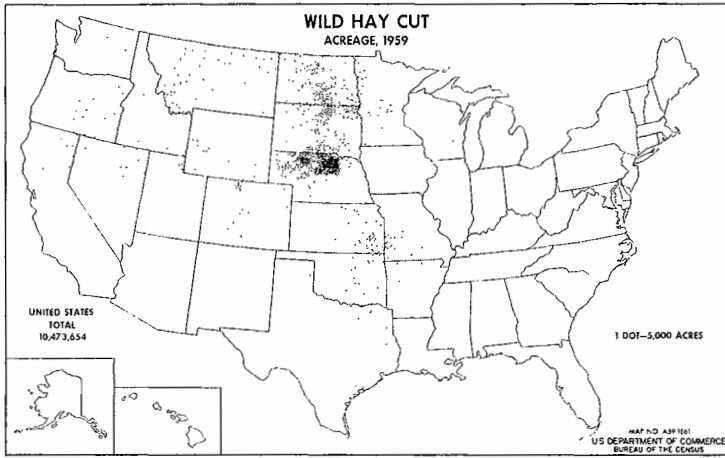 WILD HAY CUT
ACREAGE, 1959
UNITED STATES
TOTAL
10,473,654
1 DOT—5,000 ACRES
MAP NO. A59 1E61
US DEPARTMENT OF COMMERCE
BUREAU OF THE CENSUS